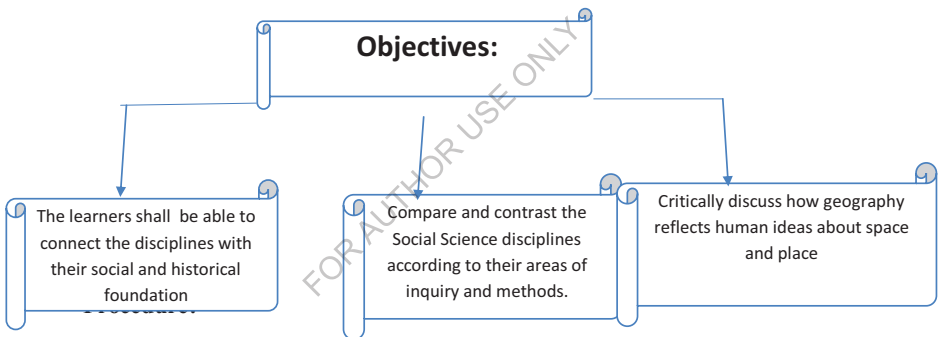 Objectives:
FOR AUTHOR USE ONLY
The learners shall be able to
connect the disciplines with
their social and historical
foundation
Compare and contrast the
Social Science disciplines
according to their areas of
inquiry and methods.
Critically discuss how geography
reflects human ideas about space
and place